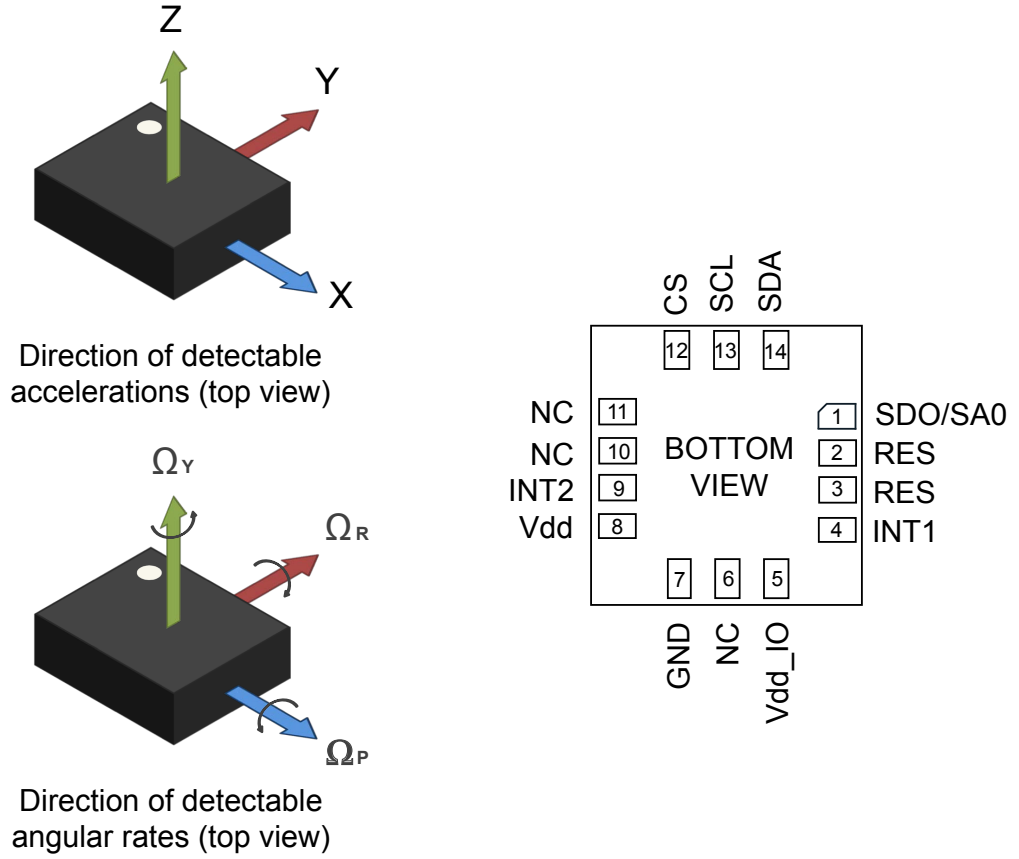 Z
Y
X
Direction of detectable
accelerations (top view)
ΩY
ΩR
ΩP
Direction of detectable
angular rates (top view)
CS
SCL
SDA
12
13
14
NC
11
1
SDO/SA0
NC
10
BOTTOM
2
RES
INT2
9
VIEW
3
RES
Vdd
8
4
INT1
7
6
5
GND
NC
Vdd_IO